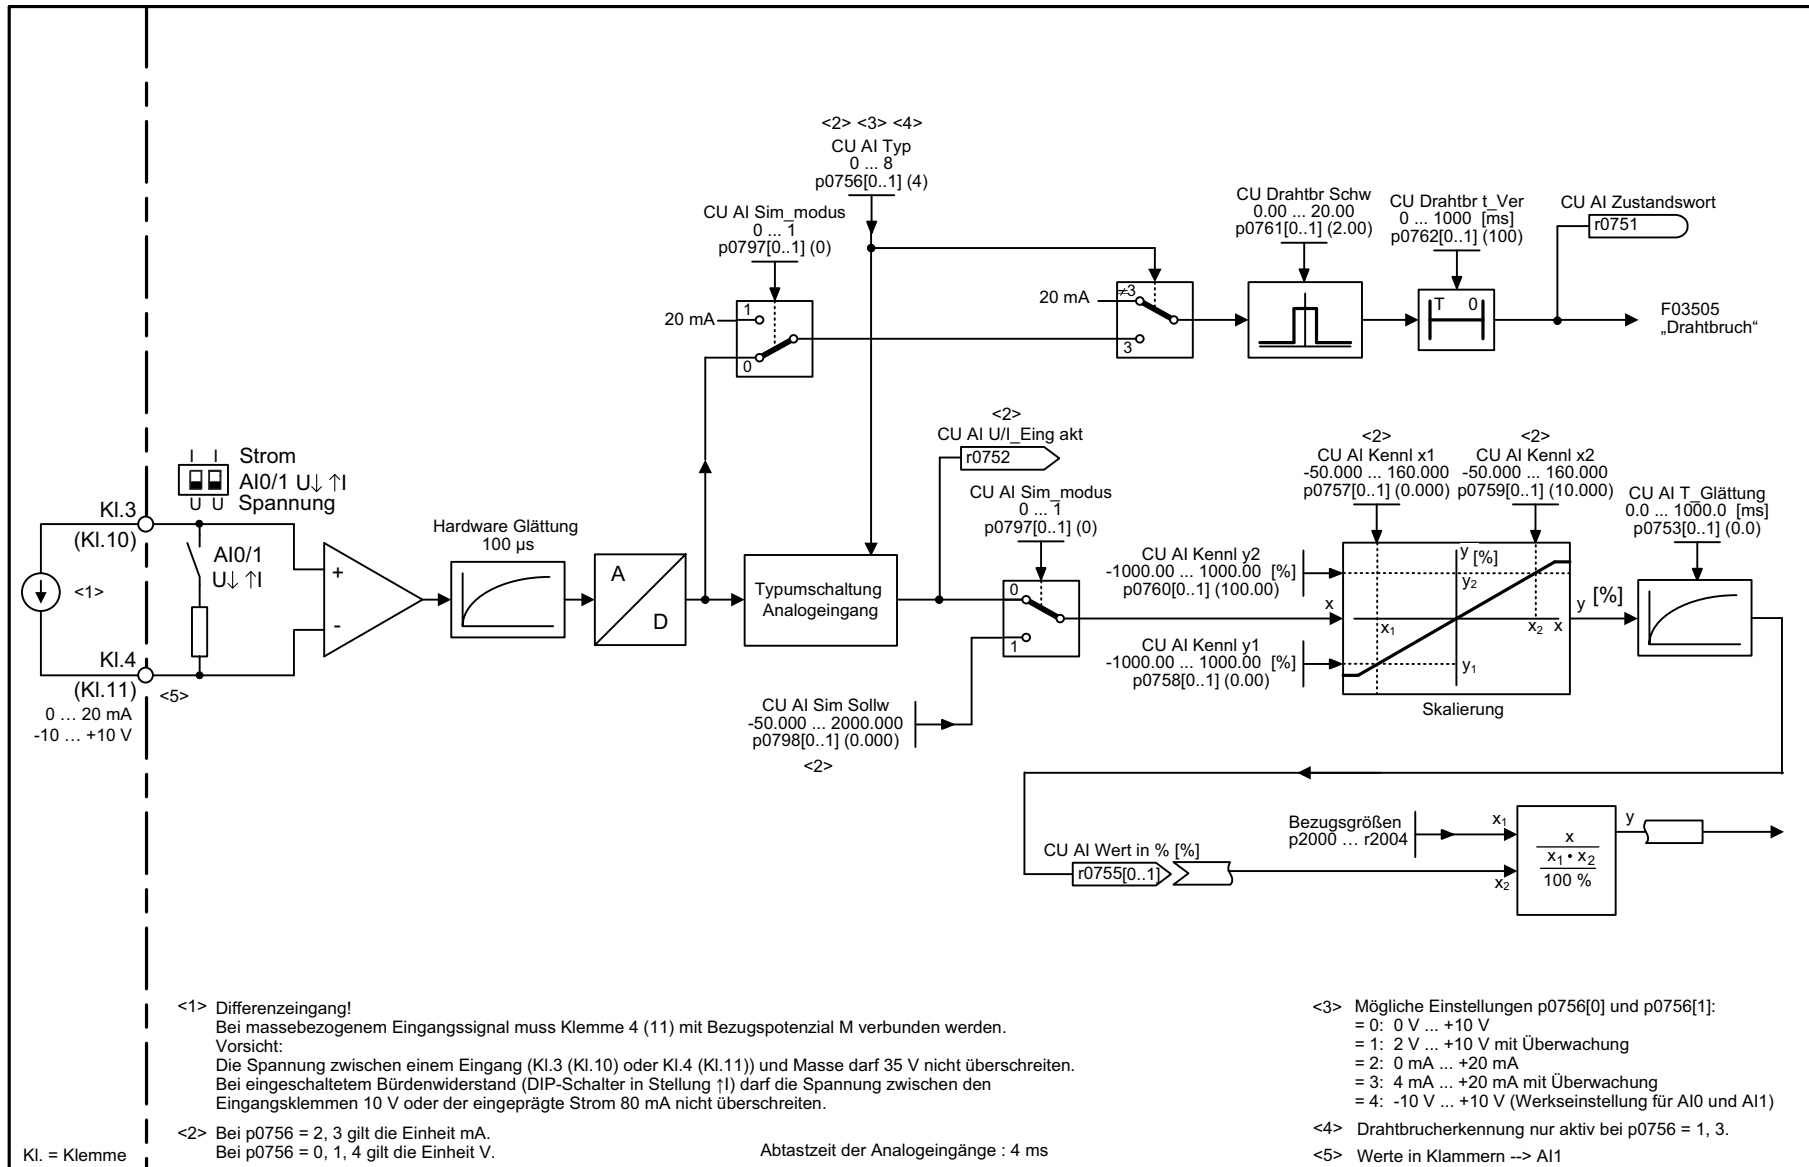 <2> <3> <4>
CU AI Typ
0 ... 8
p0756[0..1] (4)
CU AI Sim_modus
0 ... 1
p0797[0..1] (0)
20 mA
1
0
20 mA
≠3
3
CU Drahtbr Schw
0.00 ... 20.00
p0761[0..1] (2.00)
CU Drahtbr t_Ver
0 ... 1000 [ms]
p0762[0..1] (100)
T 0
CU AI Zustandswort
r0751
F03505
„Drahtbruch“
I I Strom
AI0/1 U↓ ↑I
U U Spannung
Kl.3
(Kl.10)
AI0/1
U↓ ↑I
<1>
Kl.4
(Kl.11)
<5>
0 ... 20 mA
-10 ... +10 V
+
-
Hardware Glättung
100 µs
A
D
Typumschaltung
Analogeingang
<2>
CU AI U/I_Eing akt
r0752
CU AI Sim_modus
0 ... 1
p0797[0..1] (0)
0
1
CU AI Sim Sollw
-50.000 ... 2000.000
p0798[0..1] (0.000)
<2>
CU AI Kennl y2
-1000.00 ... 1000.00 [%]
p0760[0..1] (100.00)
x
CU AI Kennl y1
-1000.00 ... 1000.00 [%]
p0758[0..1] (0.00)
<2>
CU AI Kennl x1
-50.000 ... 160.000
p0757[0..1] (0.000)
<2>
CU AI Kennl x2
-50.000 ... 160.000
p0759[0..1] (10.000)
y [%]
y2
x1
x2 x
y1
Skalierung
y [%]
CU AI T_Glättung
0.0 ... 1000.0 [ms]
p0753[0..1] (0.0)
CU AI Wert in % [%]
r0755[0..1]
Bezugsgrößen
p2000 ... r2004
x1
x2
x
x1 • x2
100 %
y
<1> Differenzeingang!
Bei massebezogenem Eingangssignal muss Klemme 4 (11) mit Bezugspotenzial M verbunden werden.
Vorsicht:
Die Spannung zwischen einem Eingang (Kl.3 (Kl.10) oder Kl.4 (Kl.11)) und Masse darf 35 V nicht überschreiten.
Bei eingeschaltetem Bürdenwiderstand (DIP-Schalter in Stellung ↑I) darf die Spannung zwischen den
Eingangsklemmen 10 V oder der eingeprägte Strom 80 mA nicht überschreiten.
<2> Bei p0756 = 2, 3 gilt die Einheit mA.
Bei p0756 = 0, 1, 4 gilt die Einheit V.
Abtastzeit der Analogeingänge : 4 ms
<3> Mögliche Einstellungen p0756[0] und p0756[1]:
= 0: 0 V ... +10 V
= 1: 2 V ... +10 V mit Überwachung
= 2: 0 mA ... +20 mA
= 3: 4 mA ... +20 mA mit Überwachung
= 4: -10 V ... +10 V (Werkseinstellung für AI0 und AI1)
<4> Drahtbrucherkennung nur aktiv bei p0756 = 1, 3.
<5> Werte in Klammern --> AI1
Kl. = Klemme